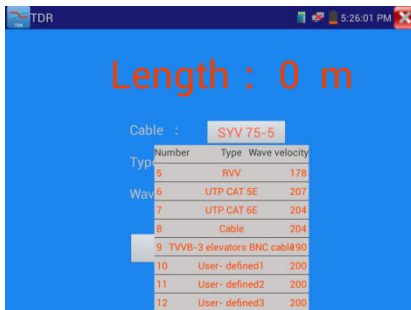 TDR 5:26:01 PM
Length : 0 m
Cable : SYV 75-5
Number Type Wave velocity
5 RVV 178
6 UTP CAT 5E 207
7 UTP CAT 6E 204
8 Cable 204
9 TVVB-3 elevators BNC cable 190
10 User- defined1 200
11 User- defined2 200
12 User- defined3 200
Typ
Wav